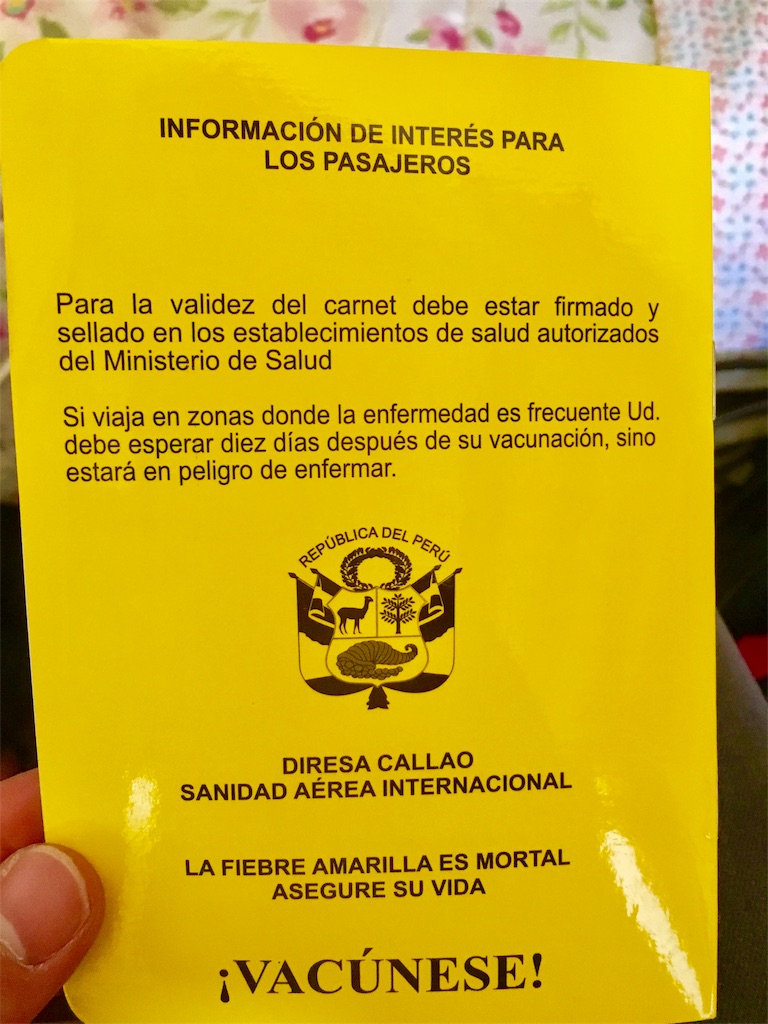 INFORMACIÓN DE INTERÉS PARA
LOS PASAJEROS
Para la validez del carnet debe estar firmado y
sellado en los establecimientos de salud autorizados
del Ministerio de Salud
Si viaja en zonas donde la enfermedad es frecuente Ud.
debe esperar diez días después de su vacunación, sino
estará en peligro de enfermar.
REPÚBLICA DEL PERÚ
DIRESA CALLAO
SANIDAD AÉREA INTERNACIONAL
LA FIEBRE AMARILLA ES MORTAL
ASEGURE SU VIDA
¡VACÚNESE!